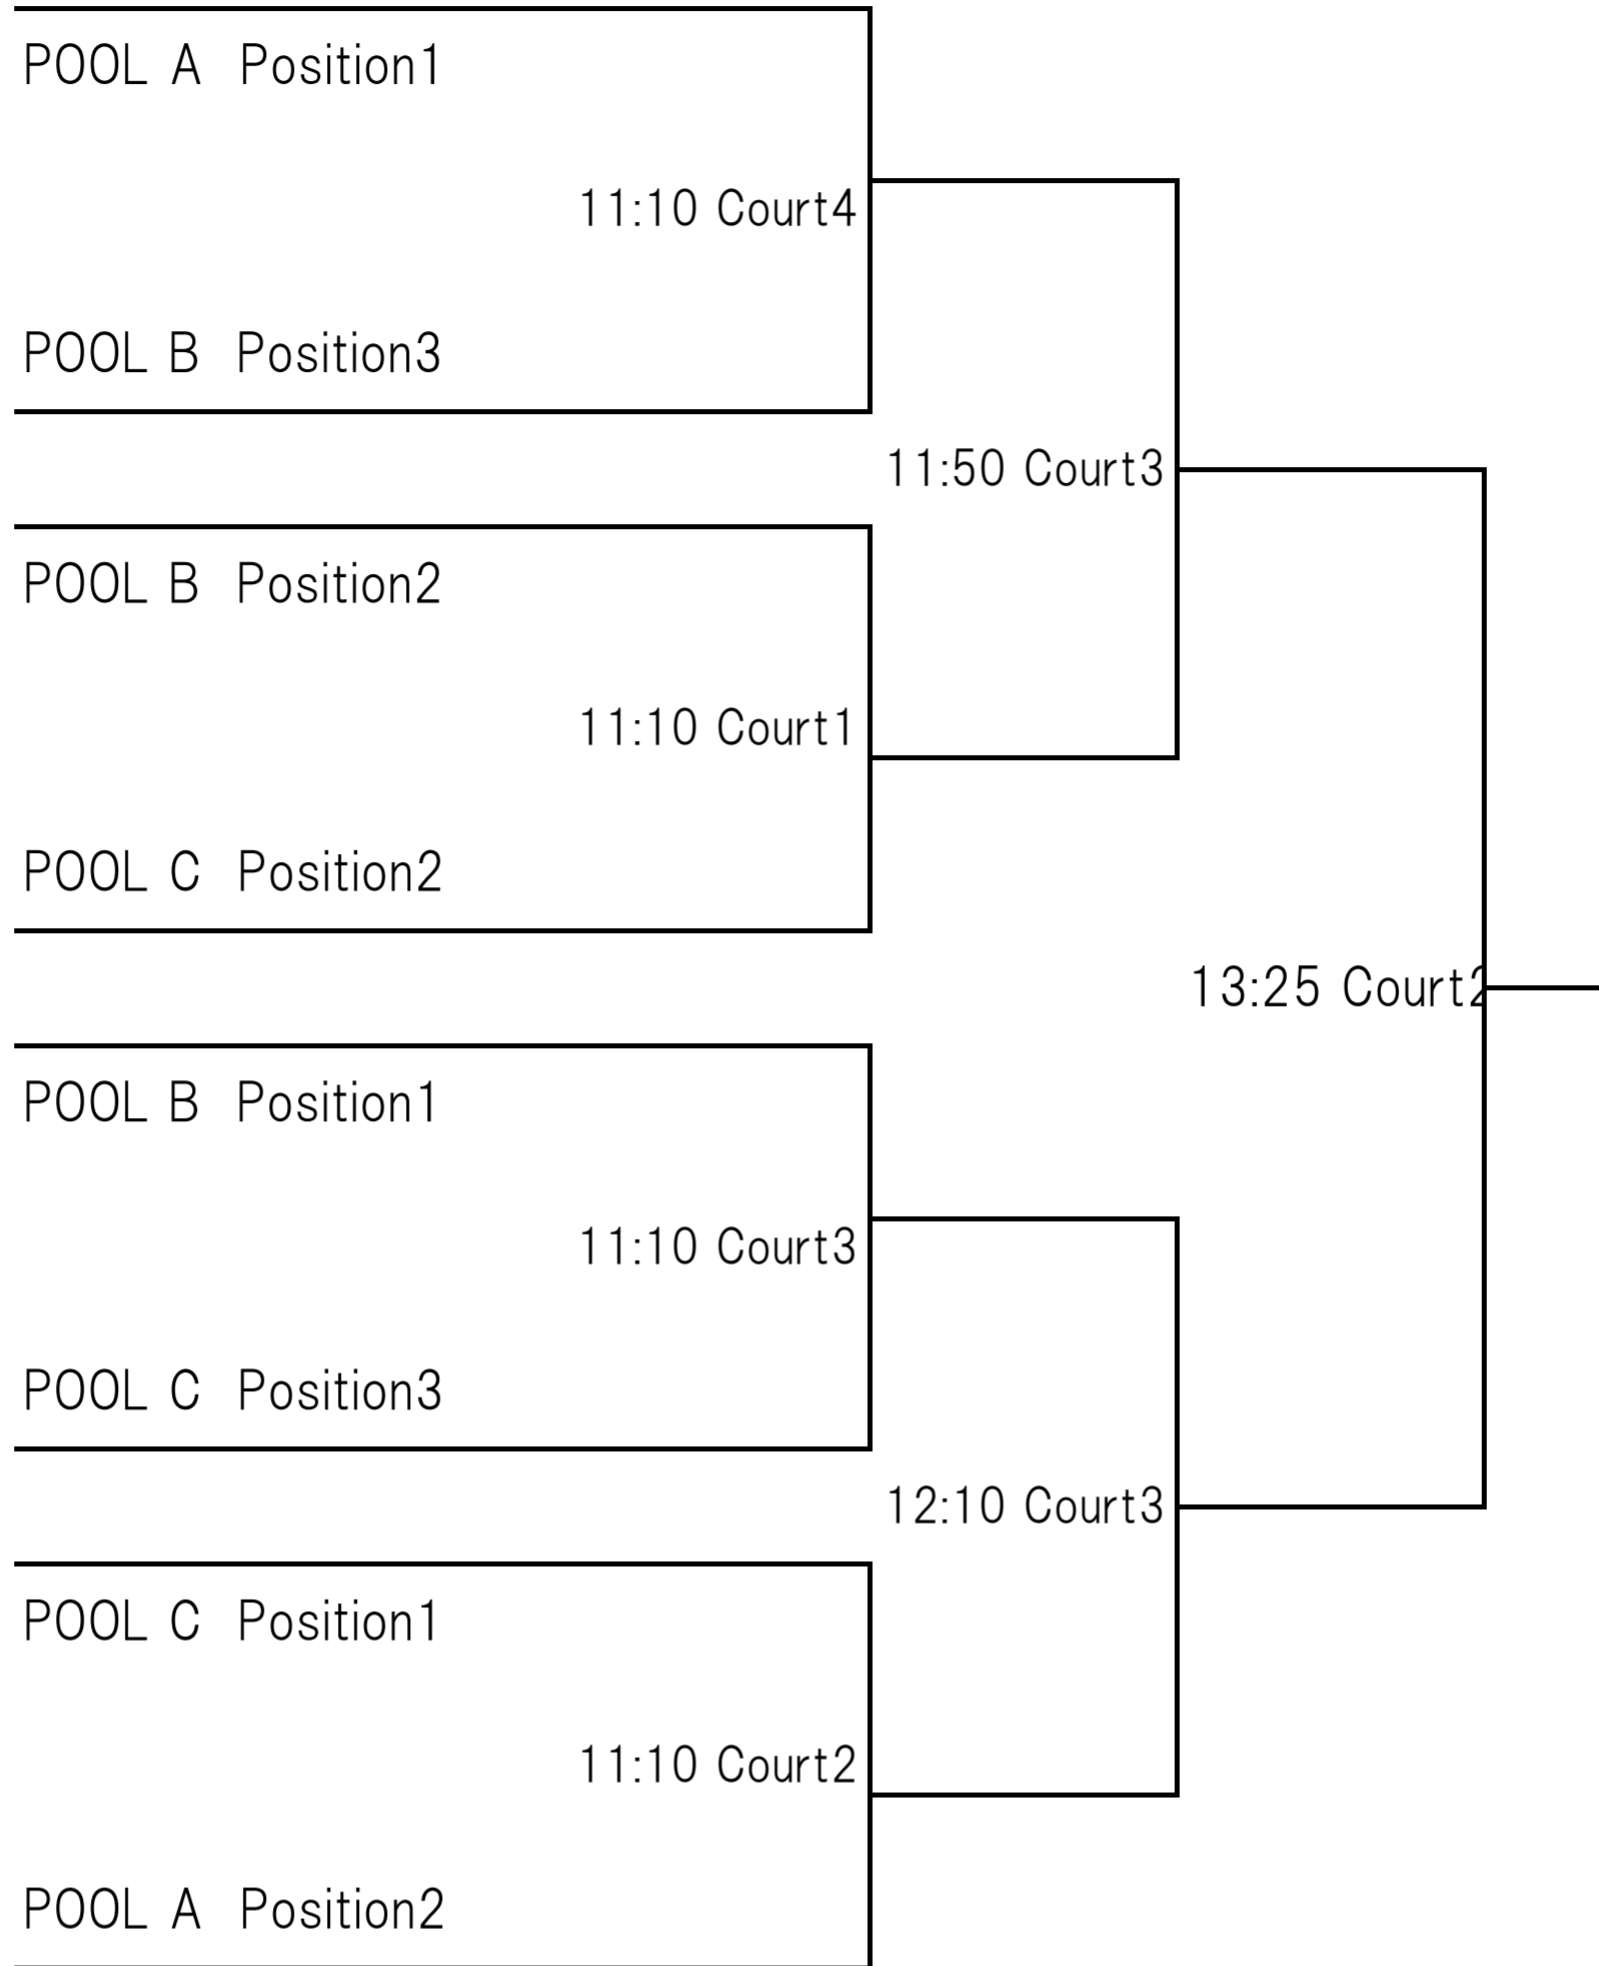 POOL A Position1
11:10 Court4
POOL B Position3
11:50 Court3
POOL B Position2
11:10 Court1
POOL C Position2
13:25 Court2
POOL B Position1
11:10 Court3
POOL C Position3
12:10 Court3
POOL C Position1
11:10 Court2
POOL A Position2